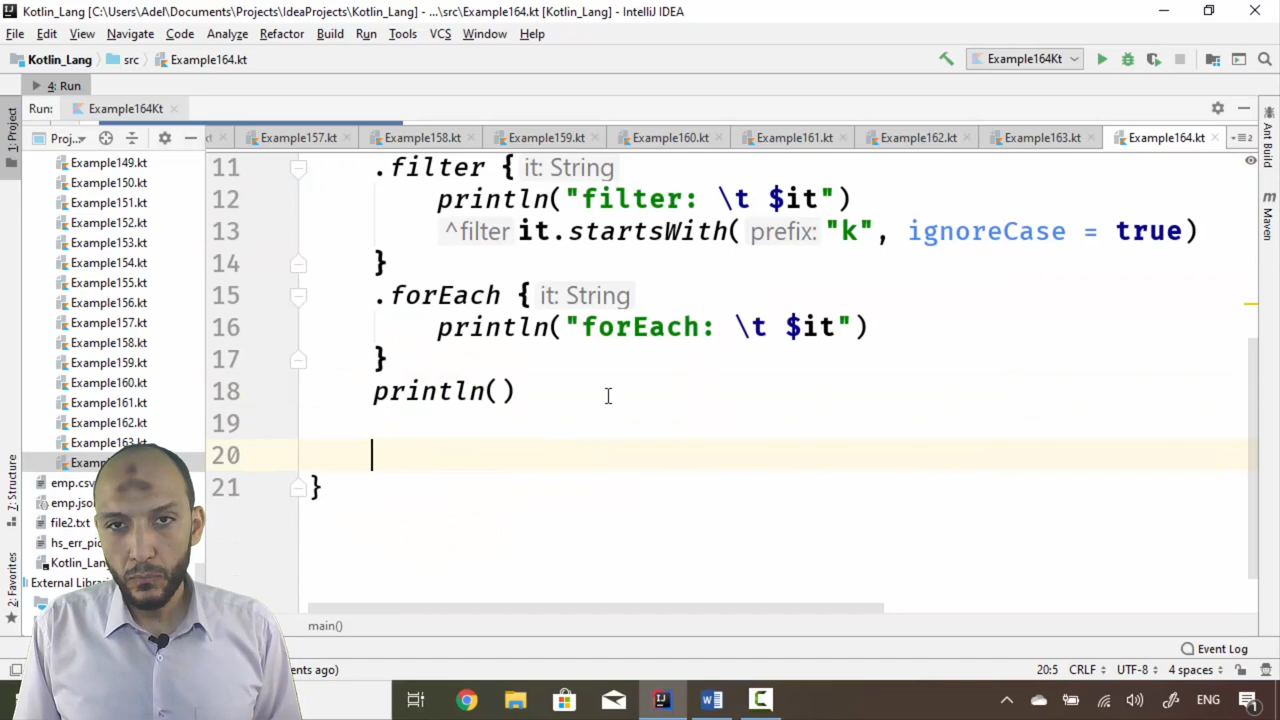 Kotlin_Lang [C:\Users\Adel\Documents\Projects\IdeaProjects\Kotlin_Lang] - ...\src\Example164.kt [Kotlin_Lang] - IntelliJ IDEA
File Edit View Navigate Code Analyze Refactor Build Run Tools VCS Window Help
Kotlin_Lang src Example164.kt Example164Kt
4: Run
Run: Example164Kt
Proj.. kt Example157.kt Example158.kt Example159.kt Example160.kt Example161.kt Example162.kt Example163.kt Example164.kt
1: Project
Z: Structure
2: Favorites
Ant Build
Maven
Example149.kt
Example150.kt
Example151.kt
Example152.kt
Example153.kt
Example154.kt
Example155.kt
Example156.kt
Example157.kt
Example158.kt
Example159.kt
Example160.kt
Example161.kt
Example162.kt
Example163.kt
Examp
emp.csv
emp.jso
file2.txt
hs_err_pic
Kotlin_Lang
External Librari
11 .filter { it: String
12 println("filter: \t $it")
13 ^filter it.startsWith( prefix: "k", ignoreCase = true)
14 }
15 .forEach { it: String
16 println("forEach: \t $it")
17 }
18 println()
19
20
21 }
main()
Event Log
ents ago) 20:5 CRLF UTF-8 4 spaces
ENG 1